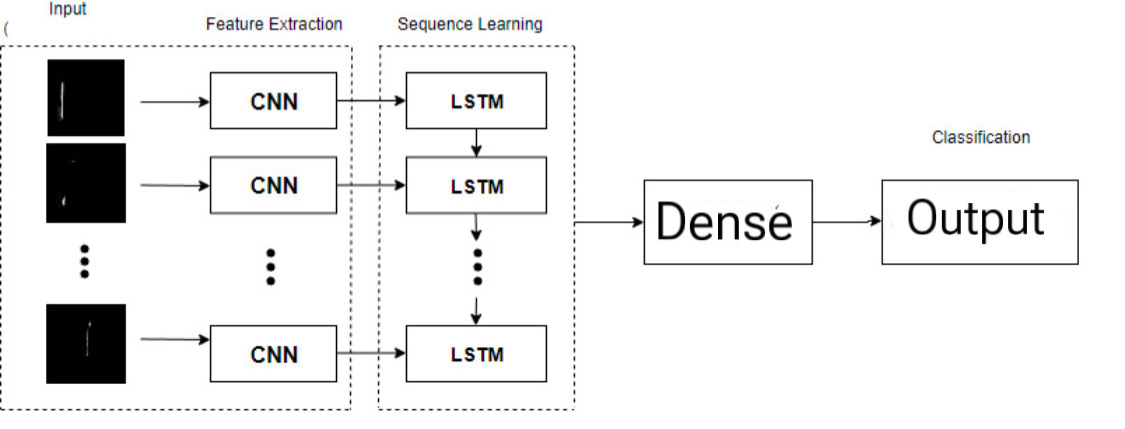 Input
(
Feature Extraction
Sequence Learning
CNN
LSTM
CNN
LSTM
Classification
Dense
Output
CNN
LSTM